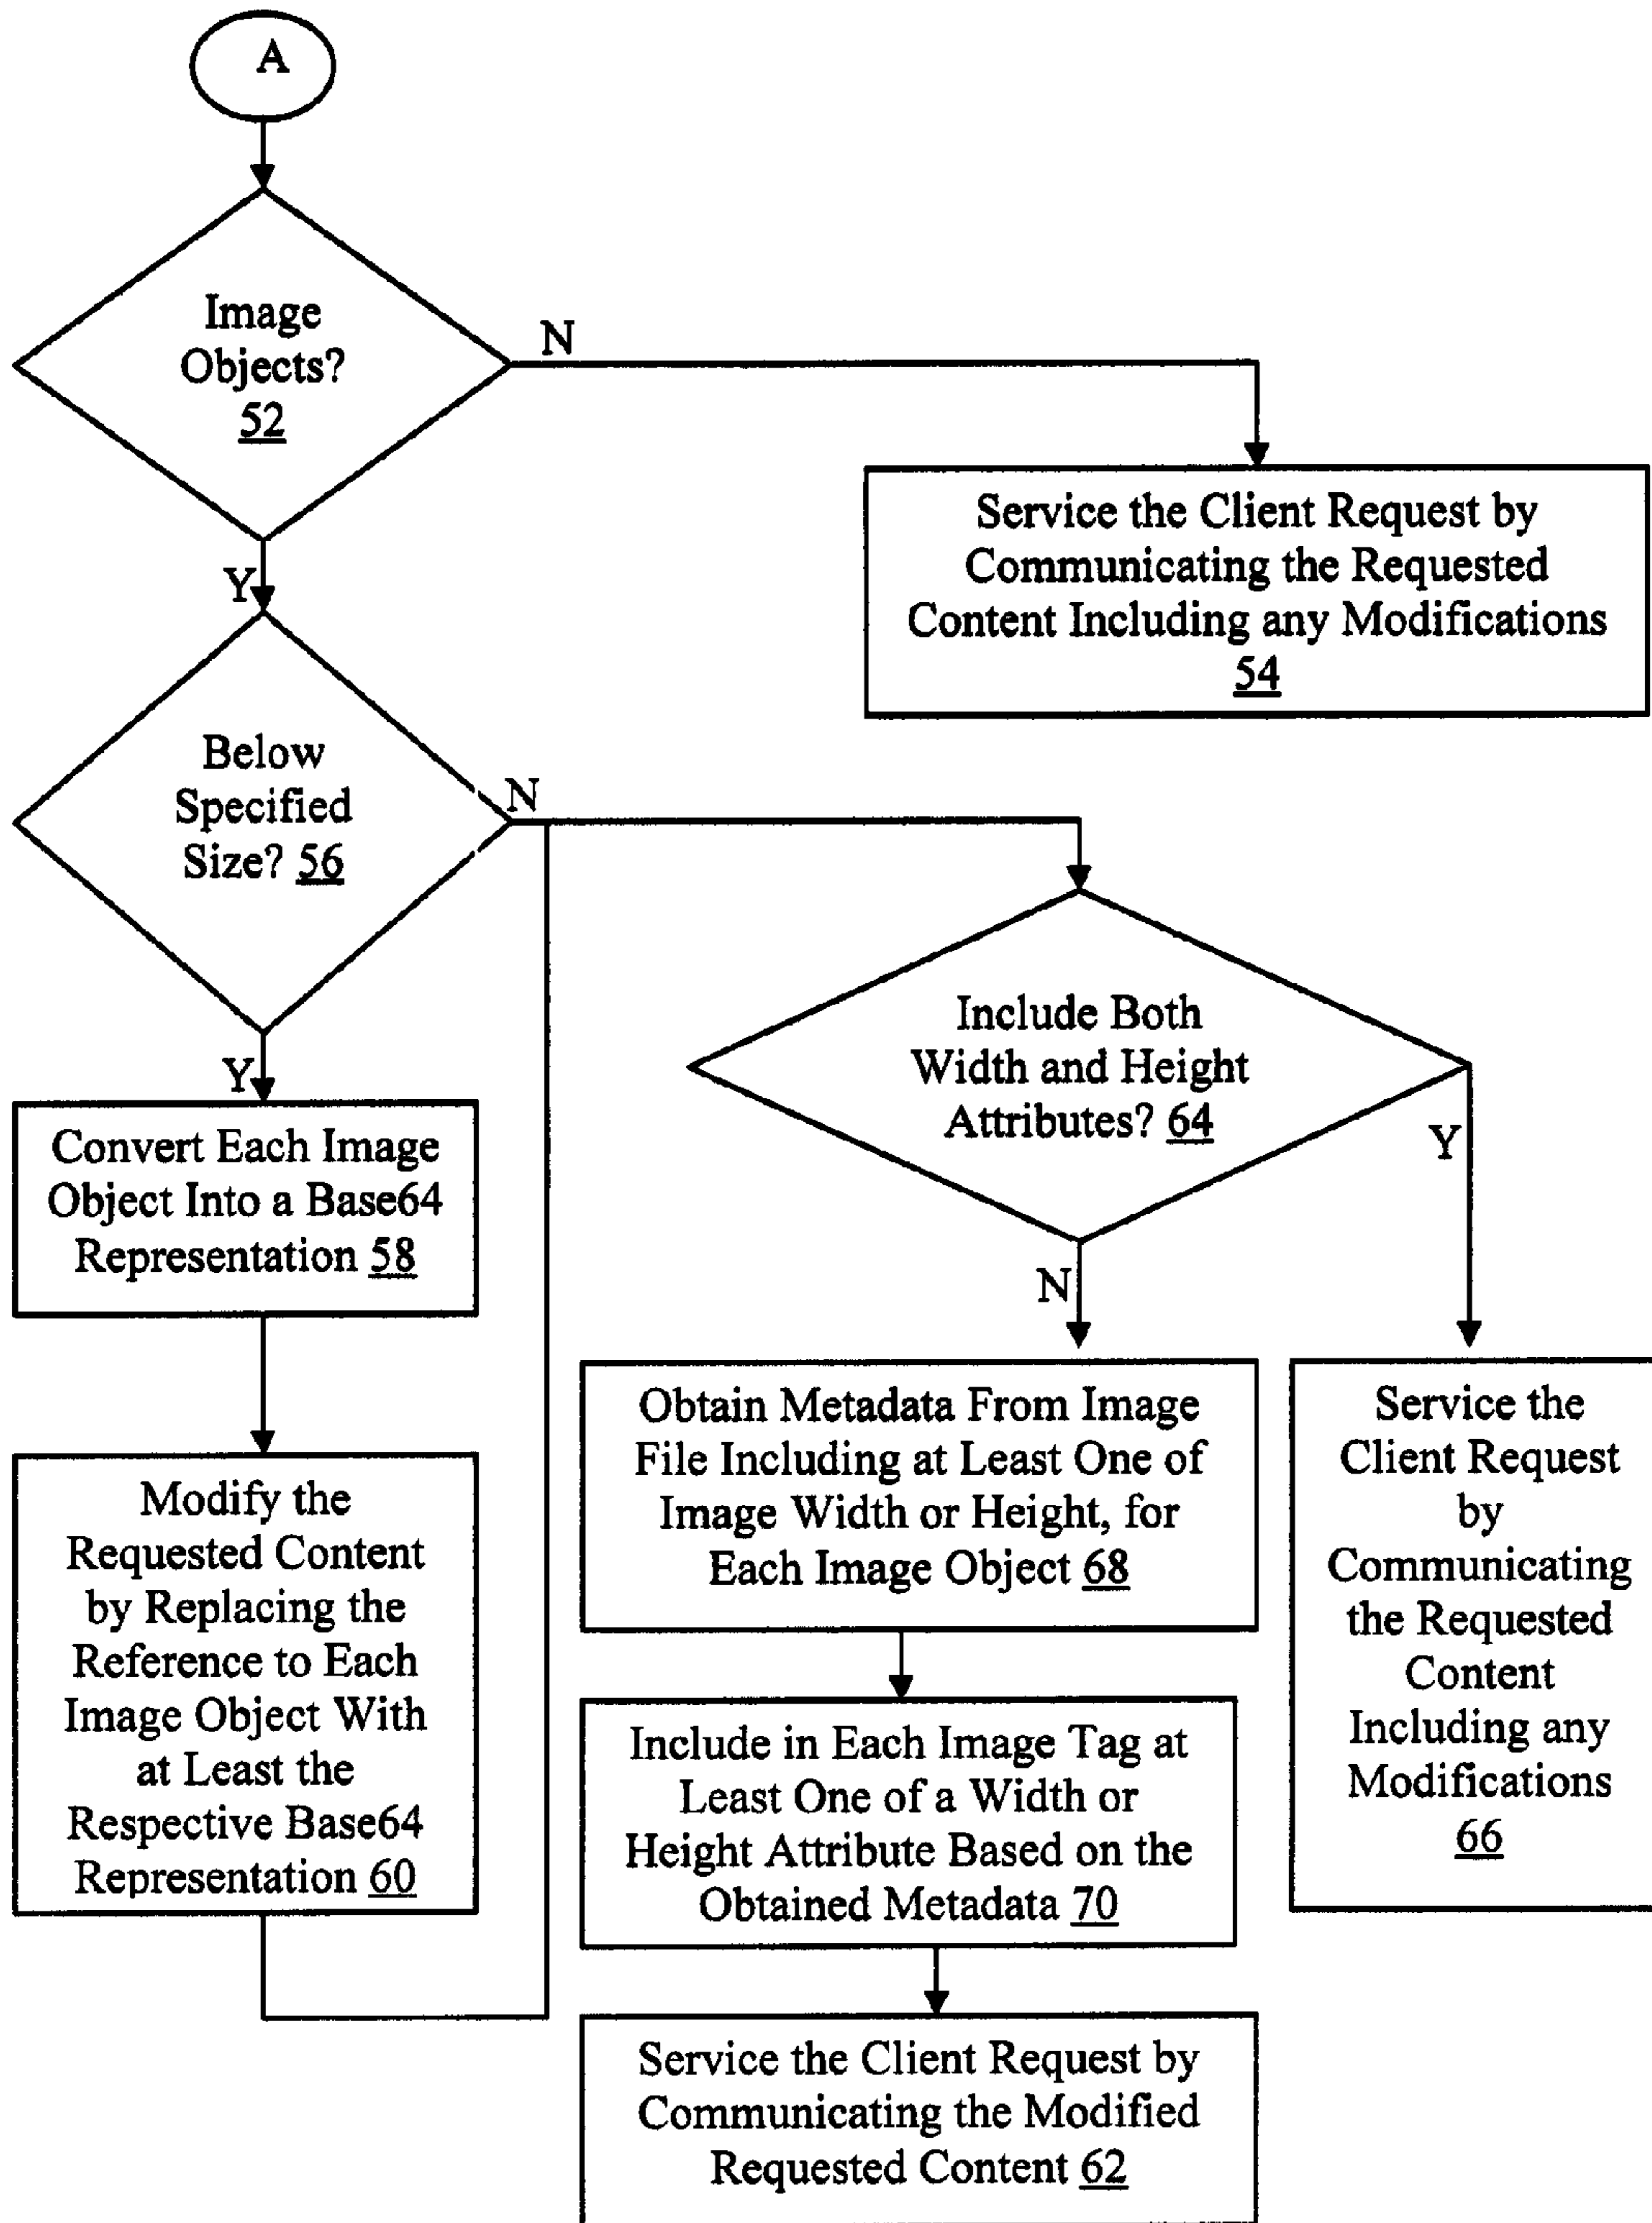 A
Image
Objects?
52
N
Service the Client Request by
Communicating the Requested
Content Including any Modifications
54
Y
Below
Specified
Size? 56
N
Include Both
Width and Height
Attributes? 64
Y
Y
Convert Each Image
Object Into a Base64
Representation 58
N
Obtain Metadata From Image
File Including at Least One of
Image Width or Height, for
Each Image Object 68
Service the
Client Request
by
Communicating
the Requested
Content
Including any
Modifications
66
Modify the
Requested Content
by Replacing the
Reference to Each
Image Object With
at Least the
Respective Base64
Representation 60
Include in Each Image Tag at
Least One of a Width or
Height Attribute Based on the
Obtained Metadata 70
Service the Client Request by
Communicating the Modified
Requested Content 62